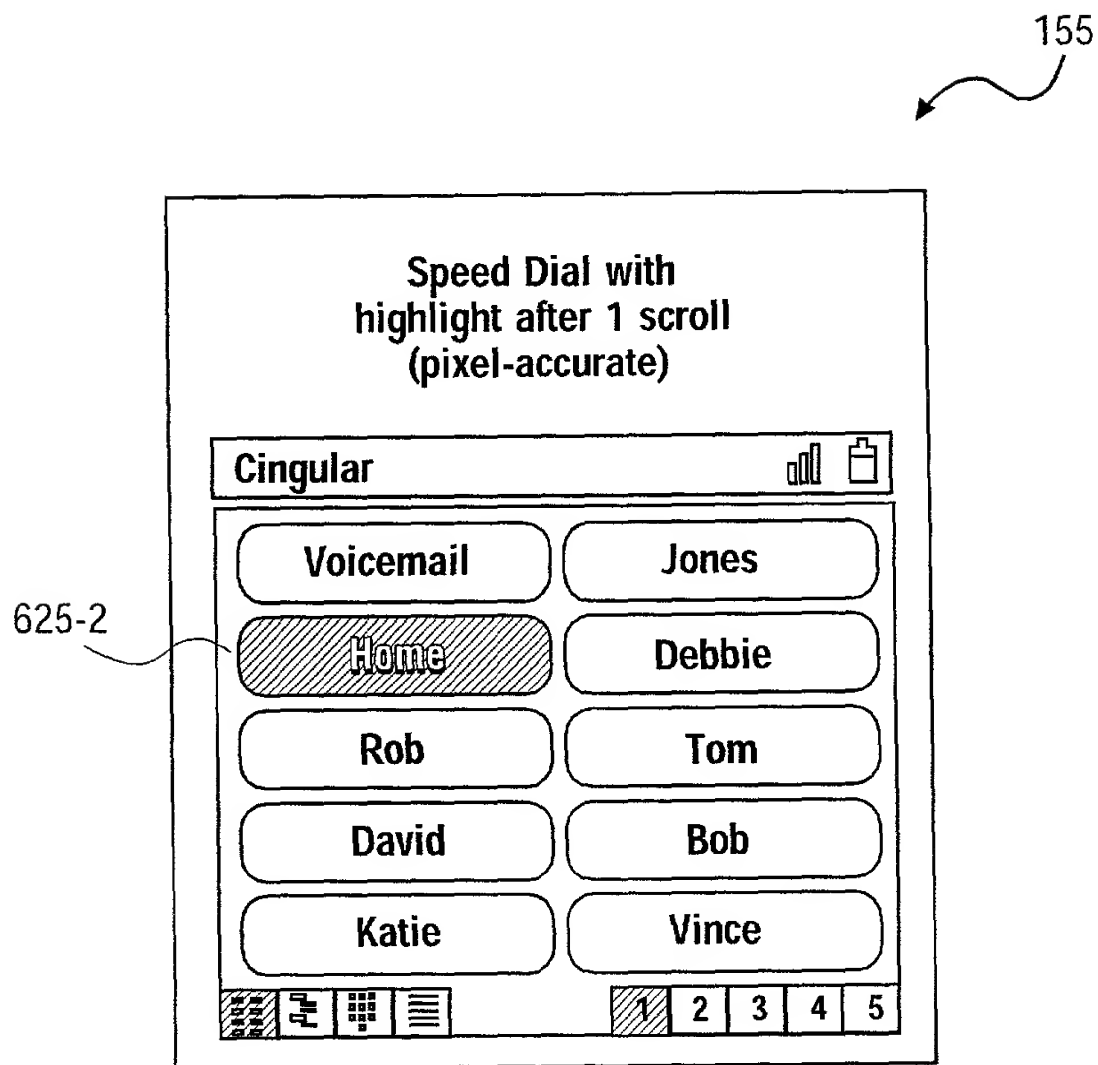 155
Speed Dial with
highlight after 1 scroll
(pixel-accurate)
Cingular
Voicemail Jones
625-2
Home Debbie
Rob Tom
David Bob
Katie Vince
1 2 3 4 5